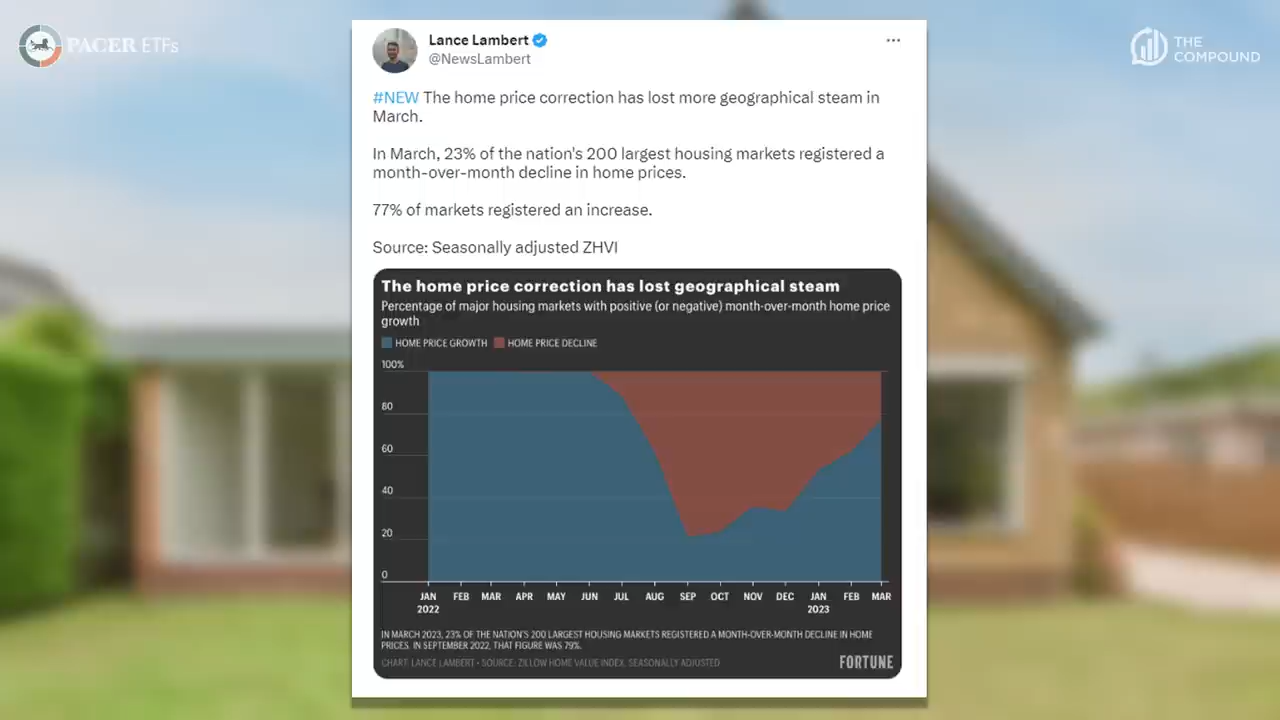 PACER ETFs
THE
COMPOUND
Lance Lambert
@NewsLambert
#NEW The home price correction has lost more geographical steam in
March.
In March, 23% of the nation's 200 largest housing markets registered a
month-over-month decline in home prices.
77% of markets registered an increase.
Source: Seasonally adjusted ZHVI
The home price correction has lost geographical steam
Percentage of major housing markets with positive (or negative) month-over-month home price
growth
HOME PRICE GROWTH HOME PRICE DECLINE
100%
80
60
40
20
0
JAN FEB MAR APR MAY JUN JUL AUG SEP OCT NOV DEC JAN FEB MAR
2022 2023
IN MARCH 2023, 23% OF THE NATION'S 200 LARGEST HOUSING MARKETS REGISTERED A MONTH-OVER-MONTH DECLINE IN HOME
PRICES. IN SEPTEMBER 2022, THAT FIGURE WAS 79%.
CHART: LANCE LAMBERT • SOURCE: ZILLOW HOME VALUE INDEX, SEASONALLY ADJUSTED
FORTUNE